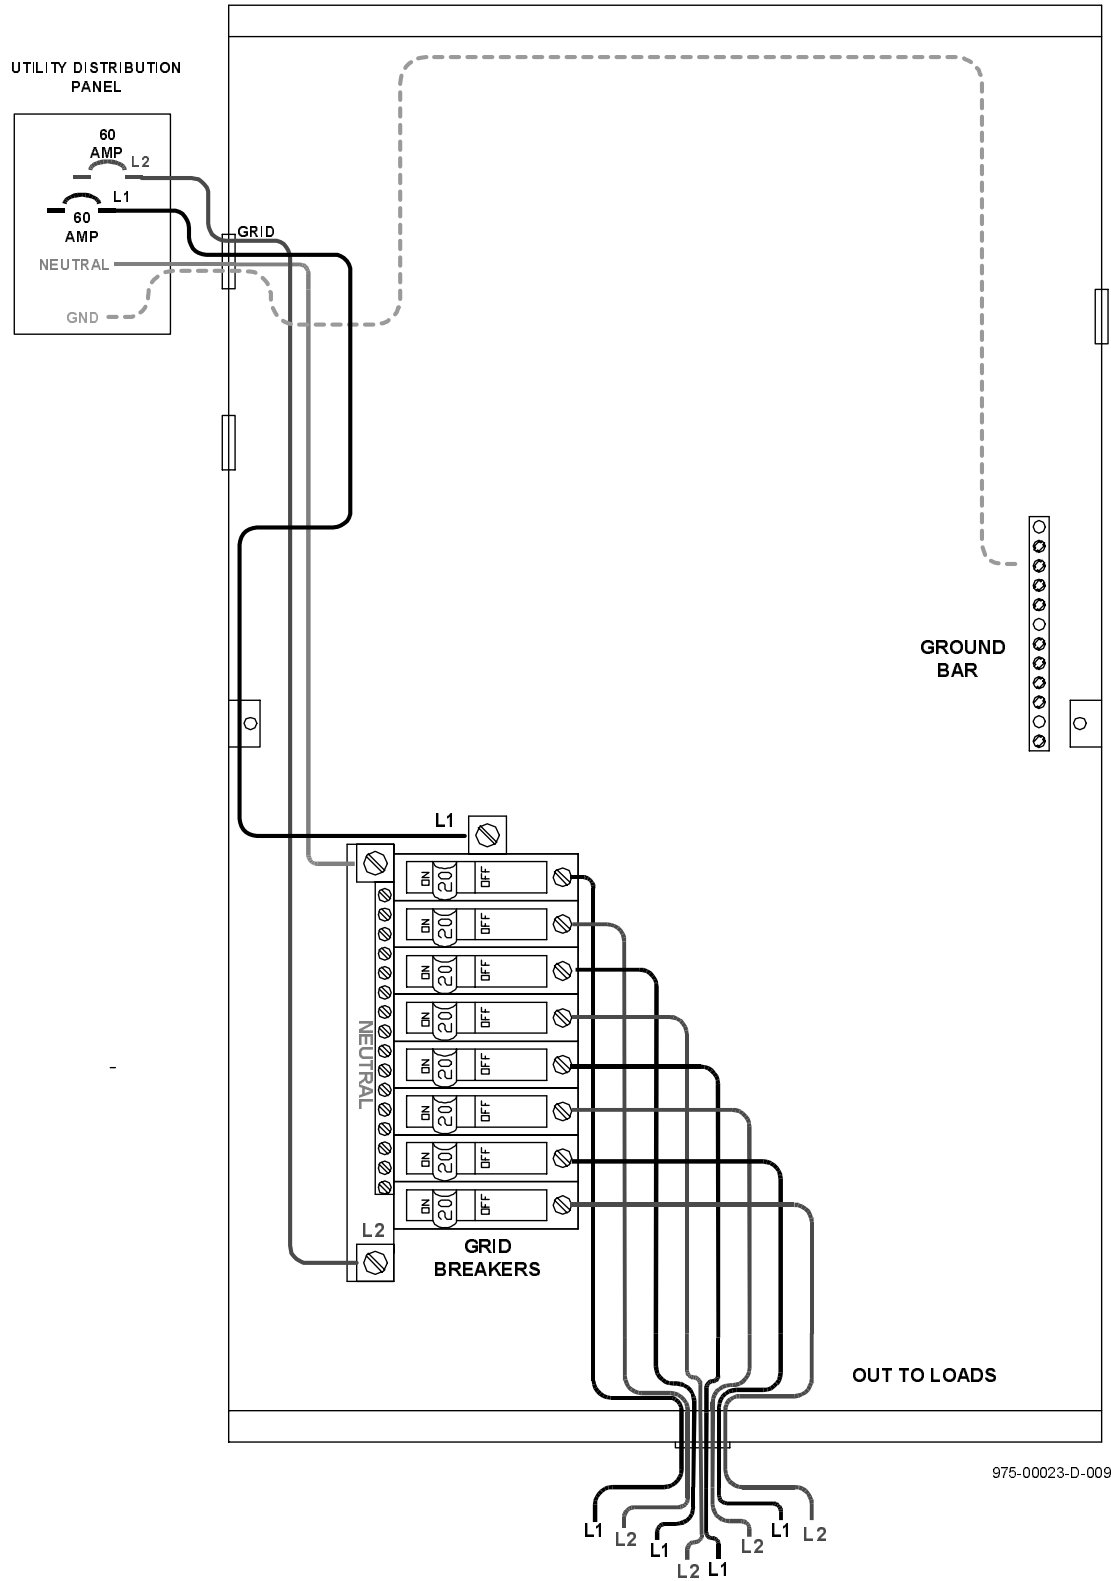 UTILITY DISTRIBUTION
PANEL
60
AMP
L2
L1
60
AMP
GRID
NEUTRAL
GND
GROUND
BAR
L1
ON 20 OFF
ON 20 OFF
ON 20 OFF
ON 20 OFF
NEUTRAL
ON 20 OFF
ON 20 OFF
ON 20 OFF
ON 20 OFF
L2
GRID
BREAKERS
OUT TO LOADS
975-00023-D-009
L1
L2
L1
L2
L1
L2
L1
L2